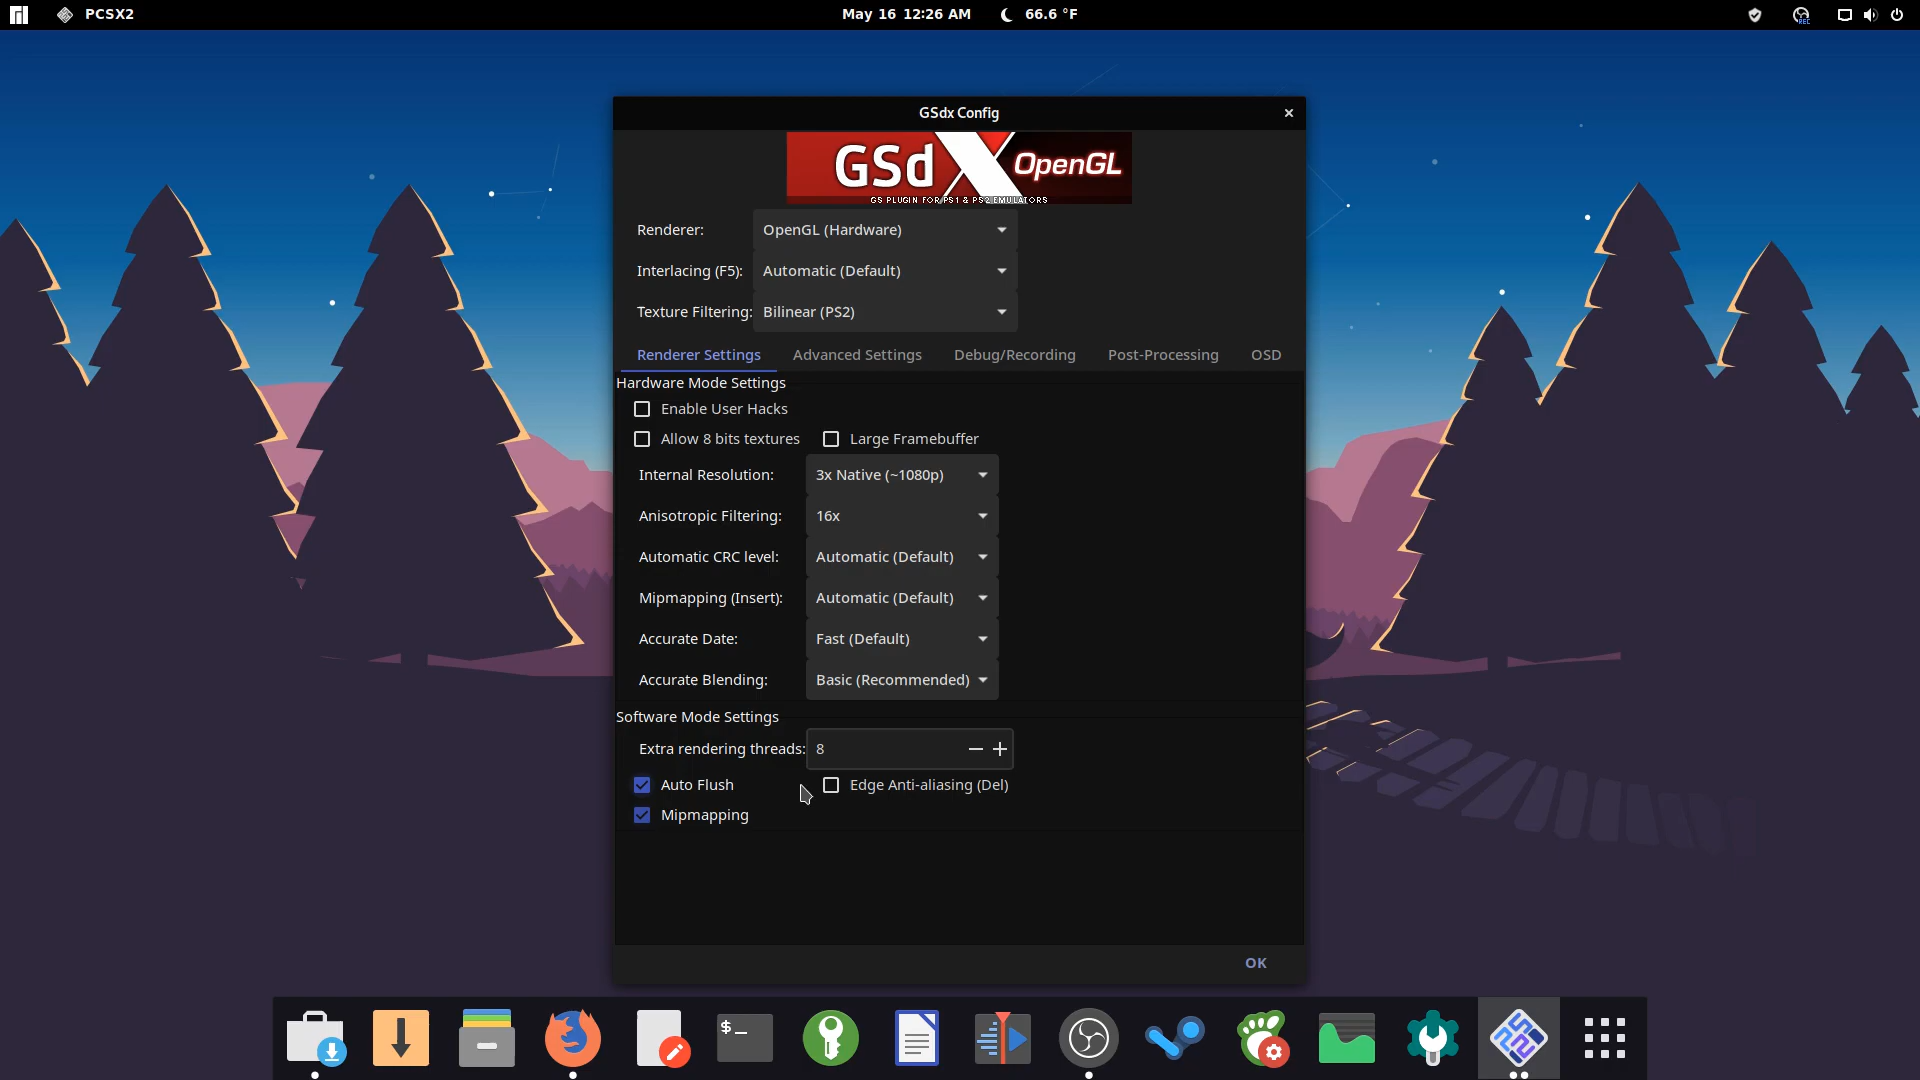 PCSX2
May 16 12:26 AM
66.6 °F
REC
GSdx Config
GSdX OpenGL
GS PLUGIN FOR PS1 & PS2 EMULATORS
Renderer: OpenGL (Hardware)
Interlacing (F5): Automatic (Default)
Texture Filtering: Bilinear (PS2)
Renderer Settings Advanced Settings Debug/Recording Post-Processing OSD
Hardware Mode Settings
Enable User Hacks
Allow 8 bits textures Large Framebuffer
Internal Resolution: 3x Native (~1080p)
Anisotropic Filtering: 16x
Automatic CRC level: Automatic (Default)
Mipmapping (Insert): Automatic (Default)
Accurate Date: Fast (Default)
Accurate Blending: Basic (Recommended)
Software Mode Settings
Extra rendering threads: 8
Auto Flush Edge Anti-aliasing (Del)
Mipmapping
OK
$_